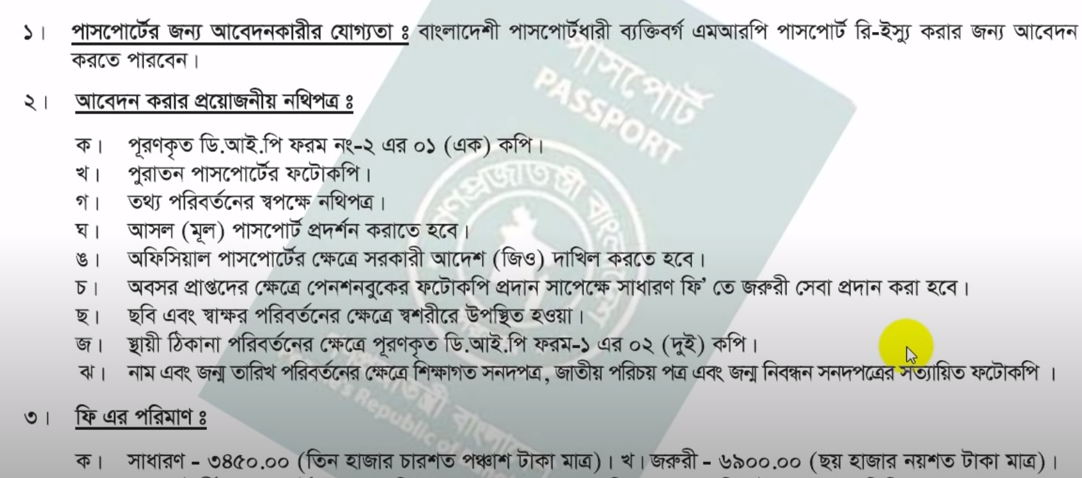 ১। পাসপোর্টের জন্য আবেদনকারীর যোগ্যতা ঃ বাংলাদেশী পাসপোর্টধারী ব্যক্তিবর্গ এমআরপি পাসপোর্ট রি-ইস্যু করার জন্য আবেদন
করতে পারবেন।
২। আবেদন করার প্রয়োজনীয় নথিপত্র ঃ
ক। পূরণকৃত ডি.আই.পি ফরম নং-২ এর ০১ (এক) কপি।
খ। পুরাতন পাসপোর্টের ফটোকপি।
গ। তথ্য পরিবর্তনের স্বপক্ষে নথিপত্র।
ঘ। আসল (মূল) পাসপোর্ট প্রদর্শন করাতে হবে।
ঙ। অফিসিয়াল পাসপোর্টের ক্ষেত্রে সরকারী আদেশ (জিও) দাখিল করতে হবে।
চ। অবসর প্রাপ্তদের ক্ষেত্রে পেনশনবুকের ফটোকপি প্রদান সাপেক্ষে সাধারণ ফি’ তে জরুরী সেবা প্রদান করা হবে।
ছ। ছবি এবং স্বাক্ষর পরিবর্তনের ক্ষেত্রে স্বশরীরে উপস্থিত হওয়া।
জ। স্থায়ী ঠিকানা পরিবর্তনের ক্ষেত্রে পূরণকৃত ডি.আই.পি ফরম-১ এর ০২ (দুই) কপি।
ঝ। নাম এবং জন্ম তারিখ পরিবর্তনের ক্ষেত্রে শিক্ষাগত সনদপত্র, জাতীয় পরিচয় পত্র এবং জন্ম নিবন্ধন সনদপত্রের সত্যায়িত ফটোকপি ।
৩। ফি এর পরিমাণ ঃ
ক। সাধারণ - ৩৪৫০.০০ (তিন হাজার চারশত পঞ্চাশ টাকা মাত্র)। খ। জরুরী - ৬৯০০.০০ (ছয় হাজার নয়শত টাকা মাত্র)।
পাসপোর্ট
PASSPORT